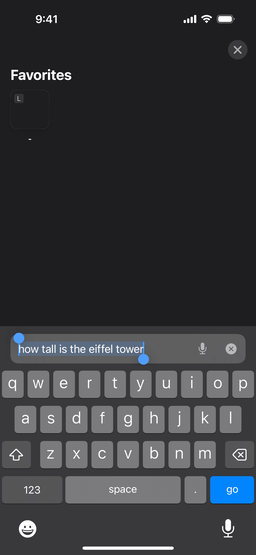 9:41
Favorites
L
-
how tall is the eiffel tower
q w e r t y u i o p
a s d f g h j k l
z x c v b n m
123 space . go